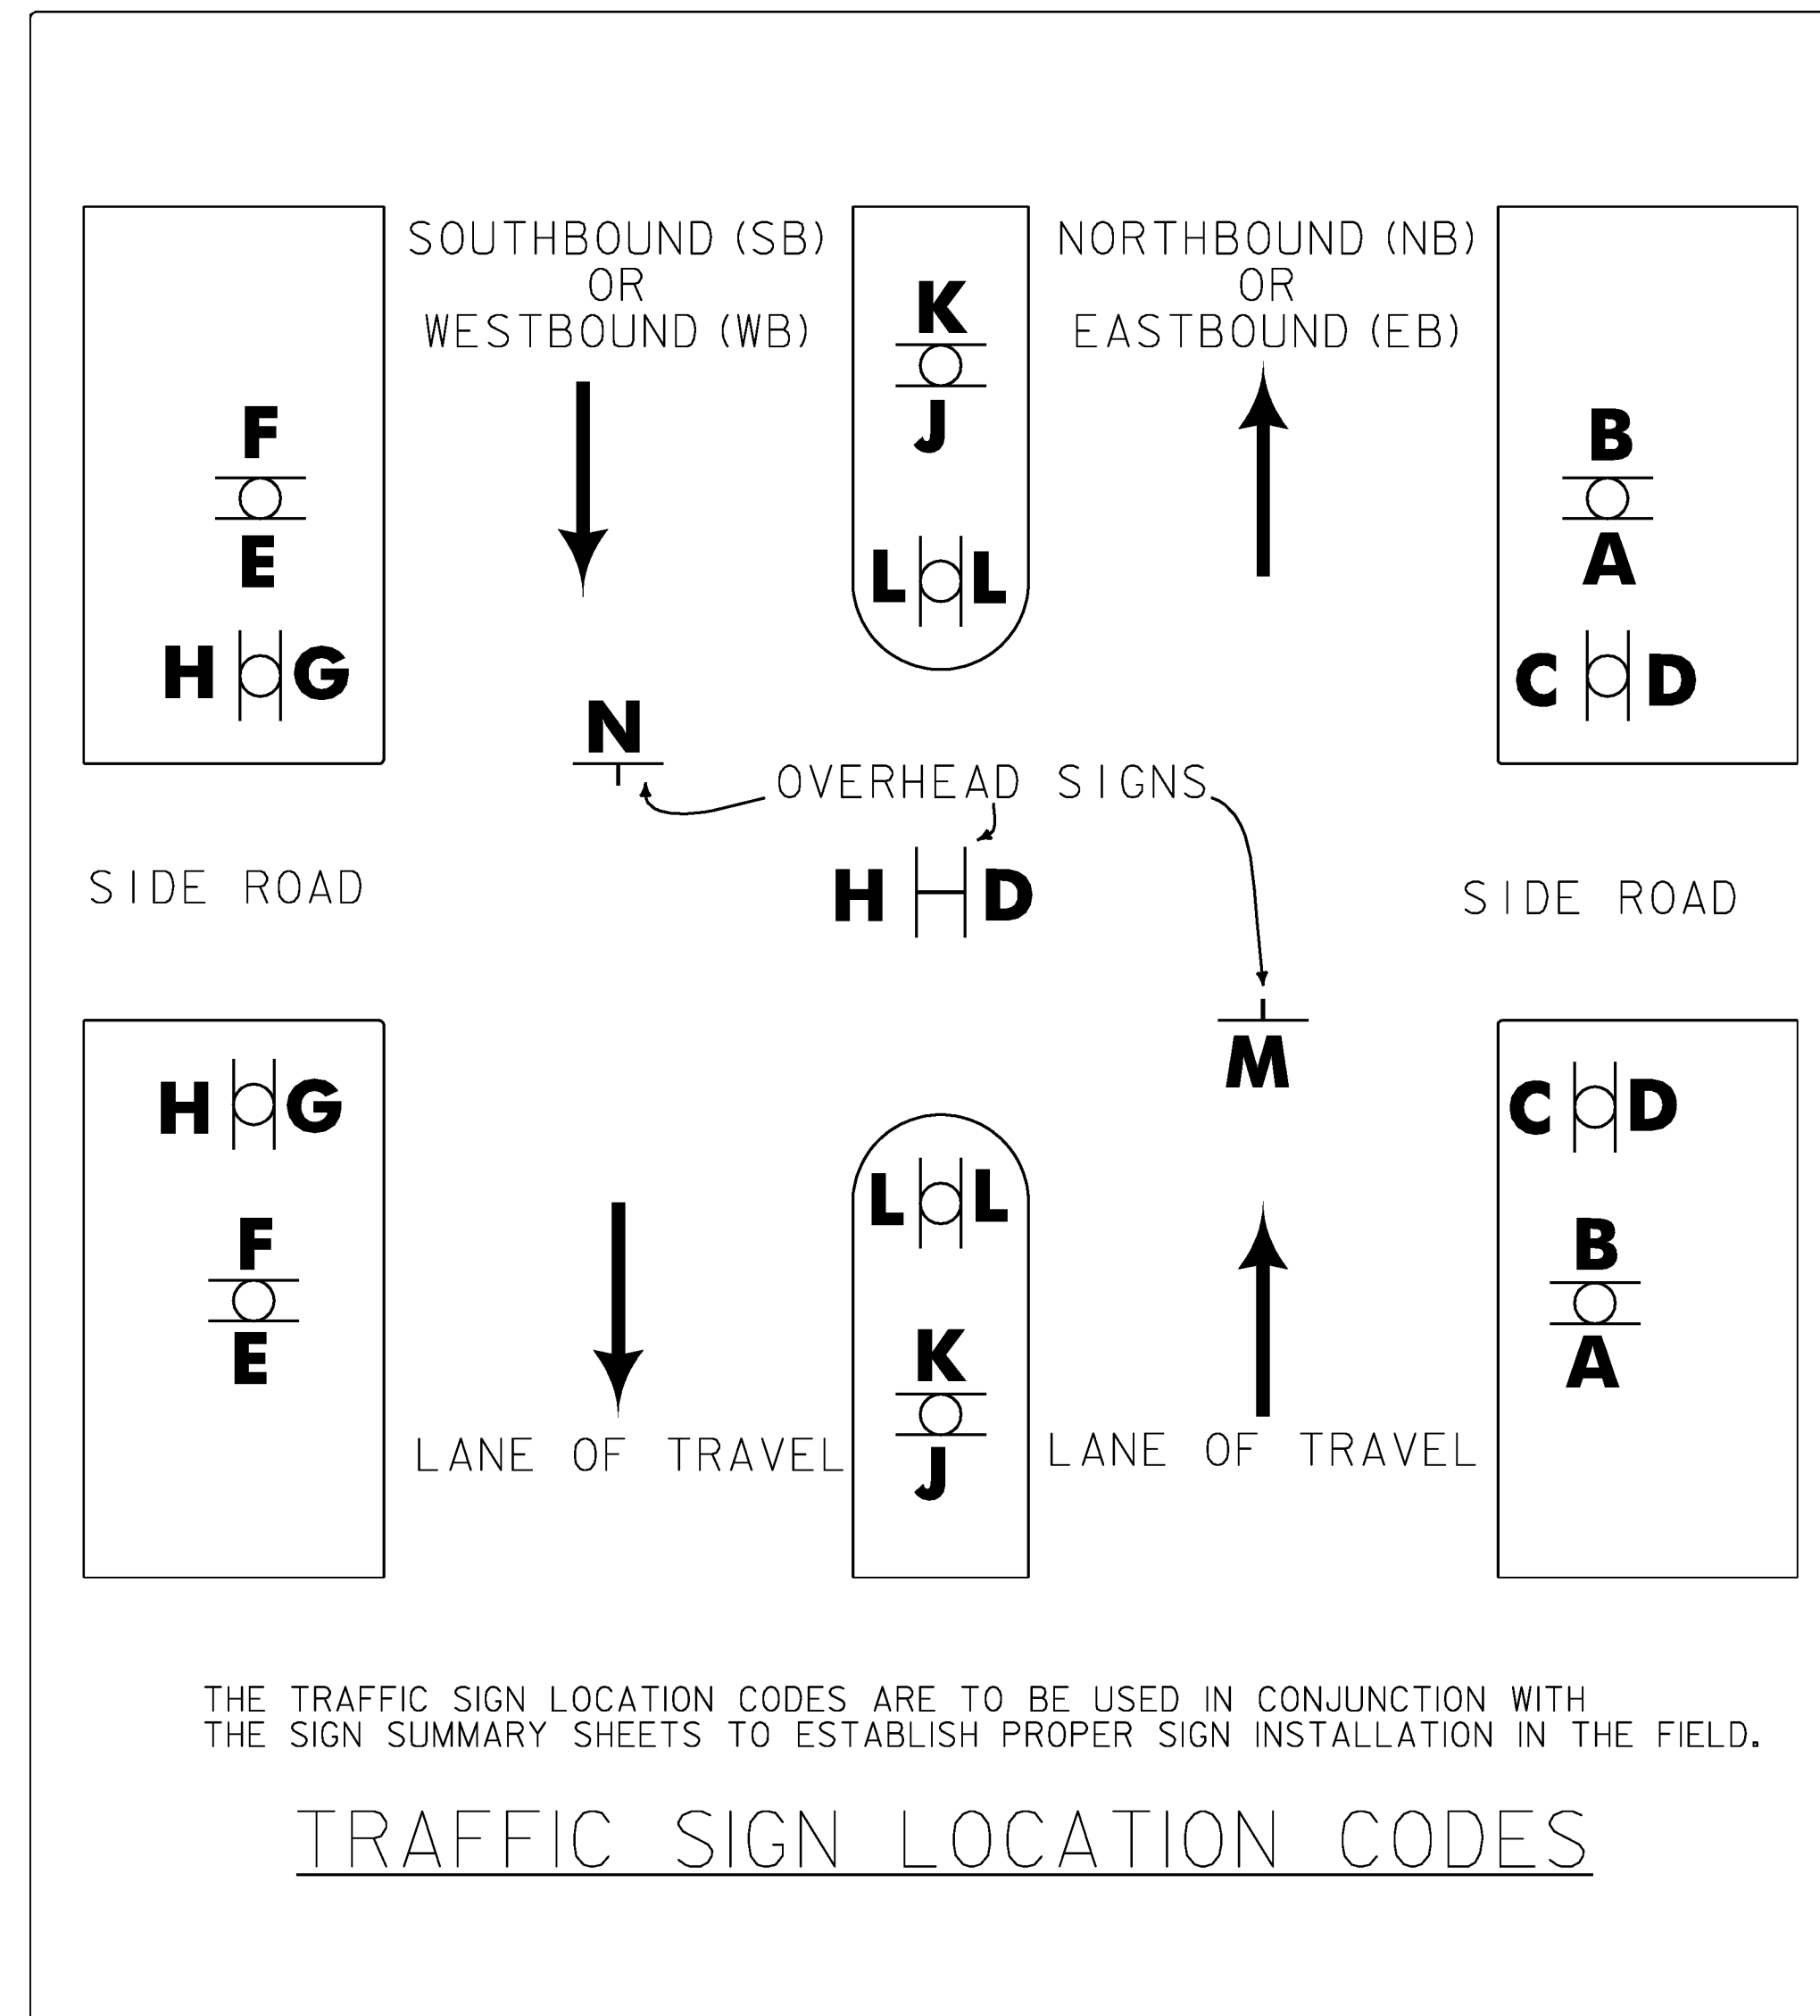 SOUTHBOUND (SB)
OR
WESTBOUND (WB)
NORTHBOUND (NB)
OR
EASTBOUND (EB)
K
J
F
E
B
A
L L
H G
C D
N
OVERHEAD SIGNS
SIDE ROAD
H D
SIDE ROAD
M
H G
C D
L L
F
E
B
A
K
J
LANE OF TRAVEL
LANE OF TRAVEL
THE TRAFFIC SIGN LOCATION CODES ARE TO BE USED IN CONJUNCTION WITH
THE SIGN SUMMARY SHEETS TO ESTABLISH PROPER SIGN INSTALLATION IN THE FIELD.
TRAFFIC SIGN LOCATION CODES